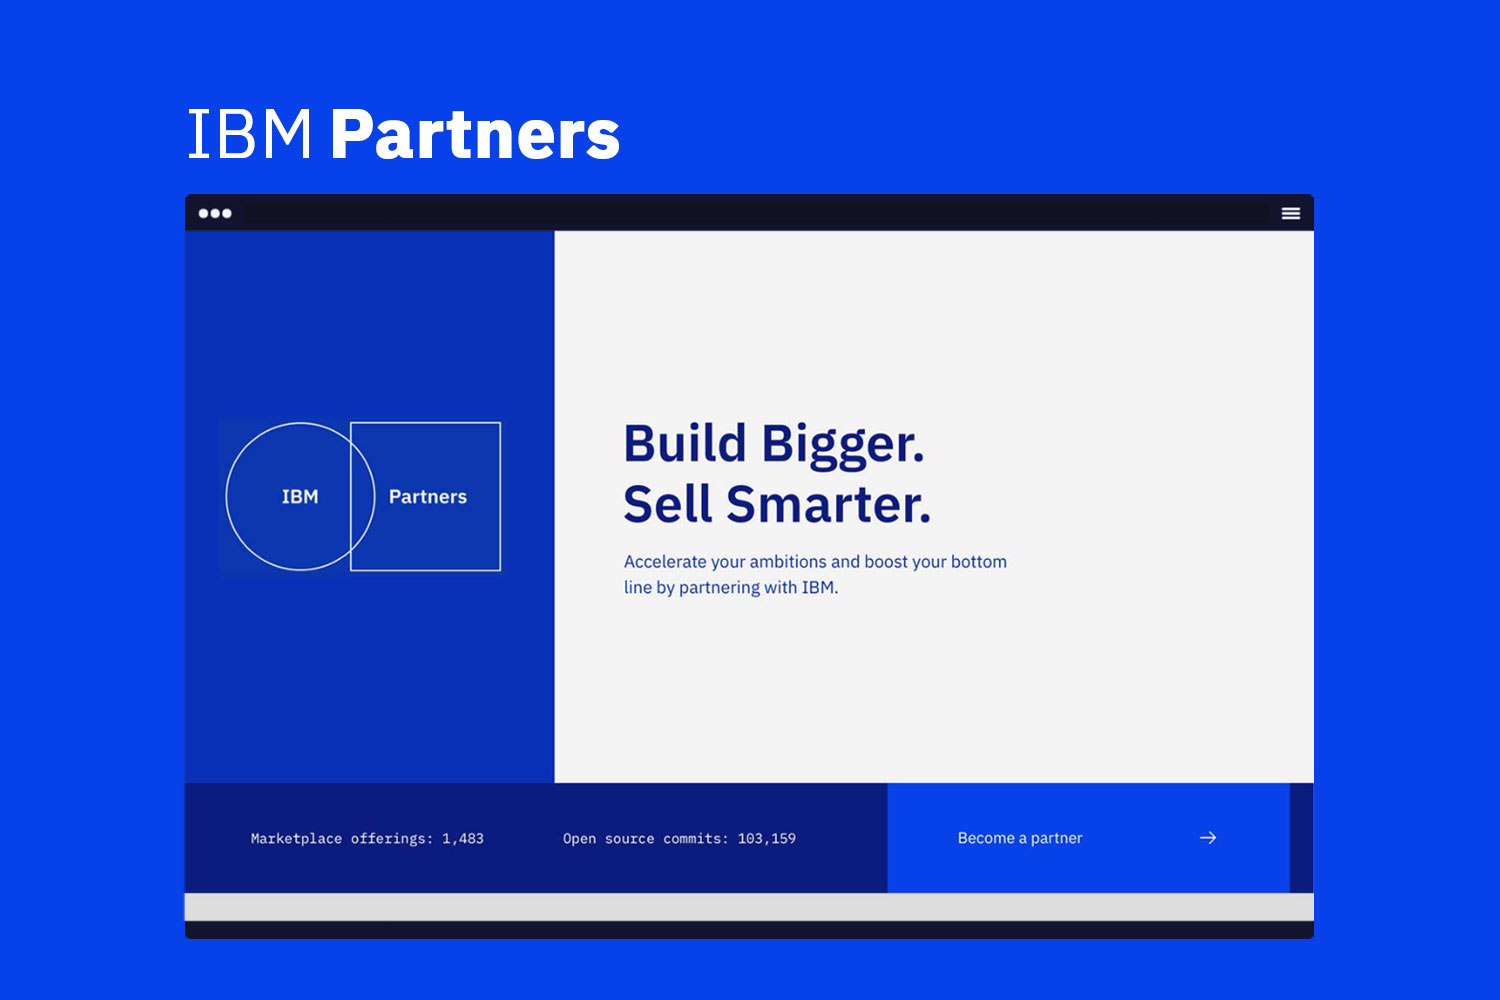 IBM Partners
IBM
Partners
Build Bigger.
Sell Smarter.
Accelerate your ambitions and boost your bottom
line by partnering with IBM.
Marketplace offerings: 1,483
Open source commits: 103,159
Become a partner →